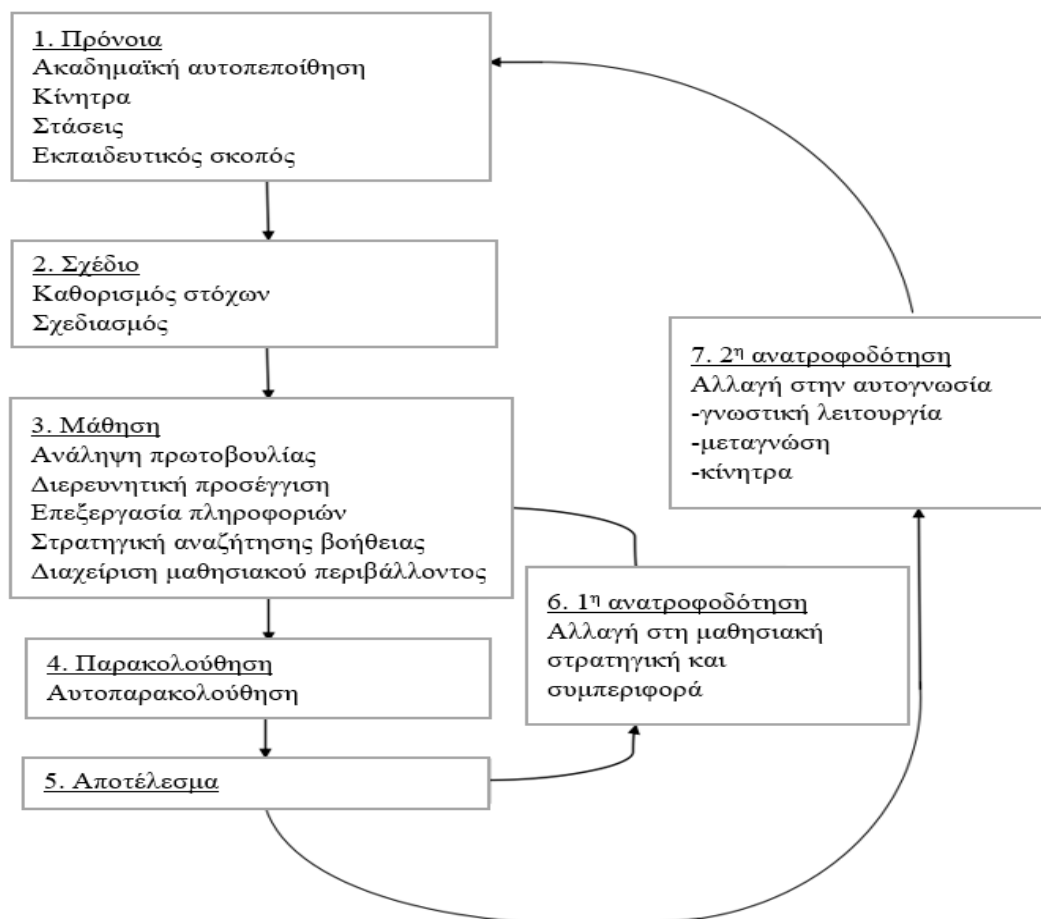 1. Πρόνοια
Ακαδημαϊκή αυτοπεποίθηση
Κίνητρα
Στάσεις
Εκπαιδευτικός σκοπός
2. Σχέδιο
Καθορισμός στόχων
Σχεδιασμός
3. Μάθηση
Ανάληψη πρωτοβουλίας
Διερευνητική προσέγγιση
Επεξεργασία πληροφοριών
Στρατηγική αναζήτησης βοήθειας
Διαχείριση μαθησιακού περιβάλλοντος
4. Παρακολούθηση
Αυτοπαρακολούθηση
5. Αποτέλεσμα
6. 1η ανατροφοδότηση
Αλλαγή στη μαθησιακή
στρατηγική και
συμπεριφορά
7. 2η ανατροφοδότηση
Αλλαγή στην αυτογνωσία
-γνωστική λειτουργία
-μεταγνώση
-κίνητρα